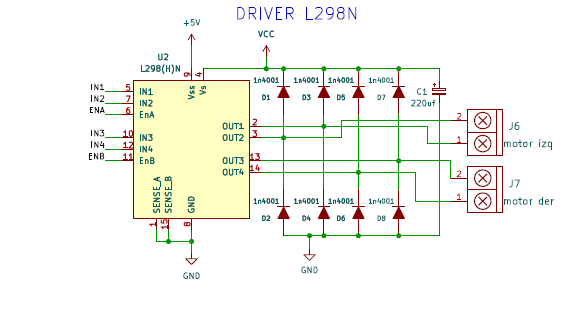 DRIVER L298N
+5V
VCC
U2
L298(H)N
9
4
Vss
Vs
IN1 5 IN1
IN2 7 IN2
ENA 6 EnA
IN3 10 IN3
IN4 12 IN4
ENB 11 EnB
OUT1 2
OUT2 3
OUT3 13
OUT4 14
SENSE_A
SENSE_B
GND
1
15
8
GND
1n4001 1n4001 1n4001 1n4001
D1 D3 D5 D7
1n4001 1n4001 1n4001 1n4001
D2 D4 D6 D8
GND
+
C1
220uf
2
1
J6
motor izq
2
1
J7
motor der